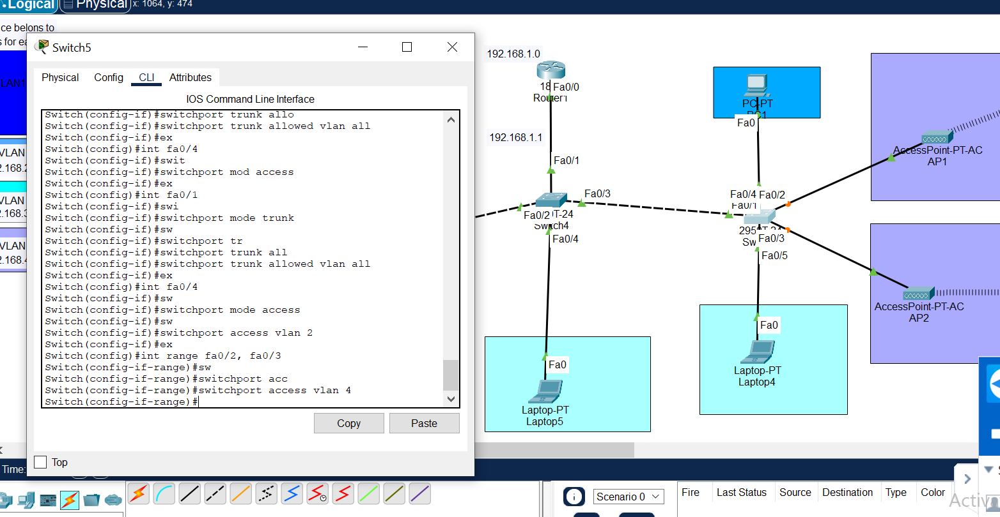 Logical
Physical
x: 1064, y: 474
ce belons to
s for ea
LAN1
VLAN
2.168.2
VLAN
2.168.3
VLAN
2.168.4
Switch5
Physical
Config
CLI
Attributes
IOS Command Line Interface
Switch(config-if)#switchport trunk allo
Switch(config-if)#switchport trunk allowed vlan all
Switch(config-if)#ex
Switch(config)#int fa0/4
Switch(config-if)#swit
Switch(config-if)#switchport mod access
Switch(config-if)#ex
Switch(config)#int fa0/1
Switch(config-if)#swi
Switch(config-if)#switchport mode trunk
Switch(config-if)#sw
Switch(config-if)#switchport tr
Switch(config-if)#switchport trunk all
Switch(config-if)#switchport trunk allowed vlan all
Switch(config-if)#ex
Switch(config)#int fa0/4
Switch(config-if)#sw
Switch(config-if)#switchport mode access
Switch(config-if)#sw
Switch(config-if)#switchport access vlan 2
Switch(config-if)#ex
Switch(config)#int range fa0/2, fa0/3
Switch(config-if-range)#sw
Switch(config-if-range)#switchport acc
Switch(config-if-range)#switchport access vlan 4
Switch(config-if-range)#
Copy
Paste
Top
192.168.1.0
18
Fa0/0
Router1
192.168.1.1
Fa0/1
Fa0/3
Fa0/2
T-24
Switch4
Fa0/4
Fa0
Laptop-PT
Laptop5
PC-PT
PC1
Fa0
Fa0/4
Fa0/2
Fa0/1
295
T-24
Sw
Fa0/3
Fa0/5
Fa0
Laptop-PT
Laptop4
AccessPoint-PT-AC
AP1
AccessPoint-PT-AC
AP2
Time:
Scenario 0
Fire
Last Status
Source
Destination
Type
Color
Activ